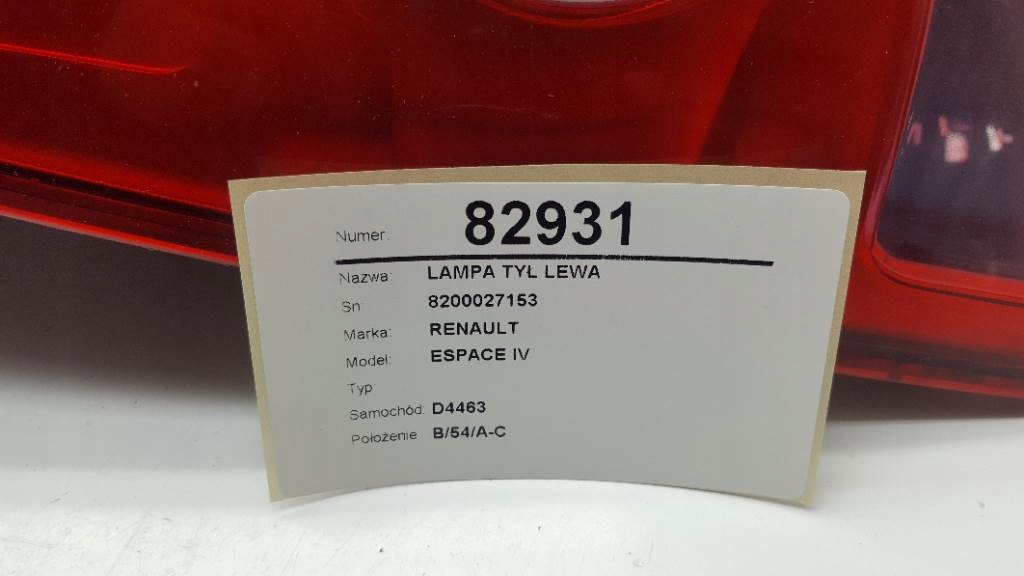 Numer: 82931
Nazwa: LAMPA TYŁ LEWA
Sn: 8200027153
Marka: RENAULT
Model: ESPACE IV
Typ:
Samochód: D4463
Położenie: B/54/A-C